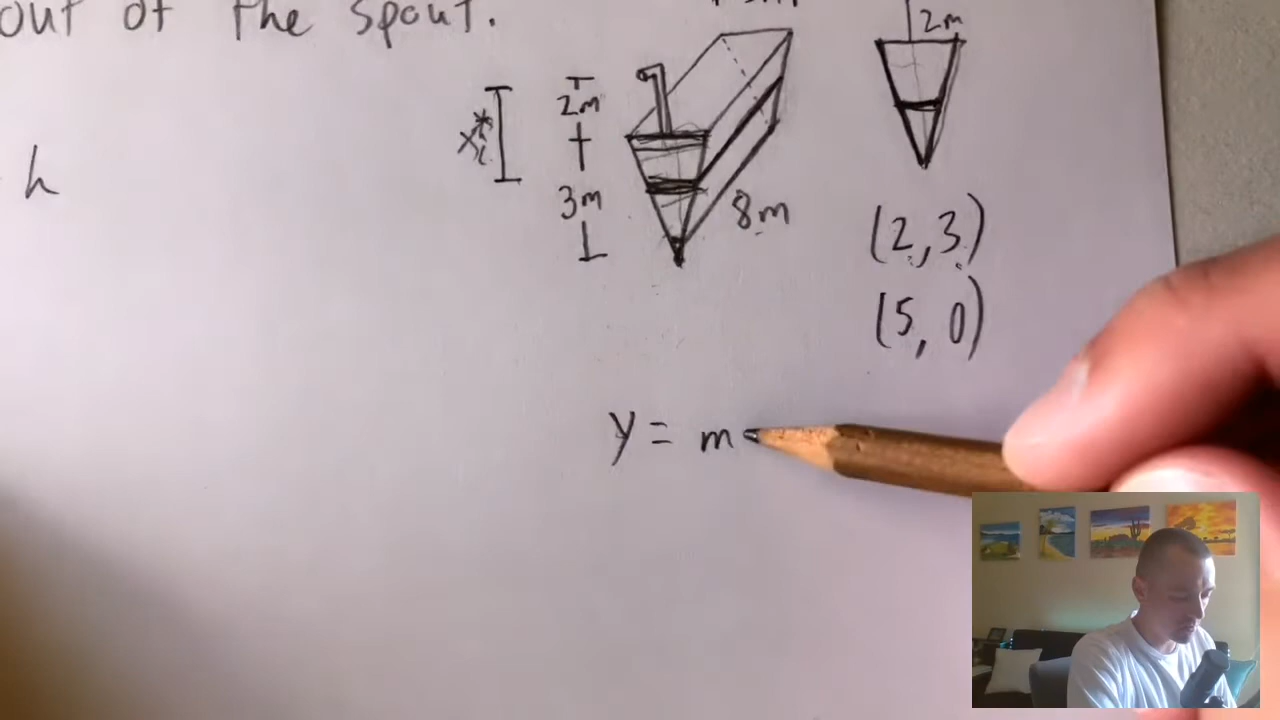 out of the spout.
2m
2m
3m
8m
h
(2,3)
(5, 0)
y = m